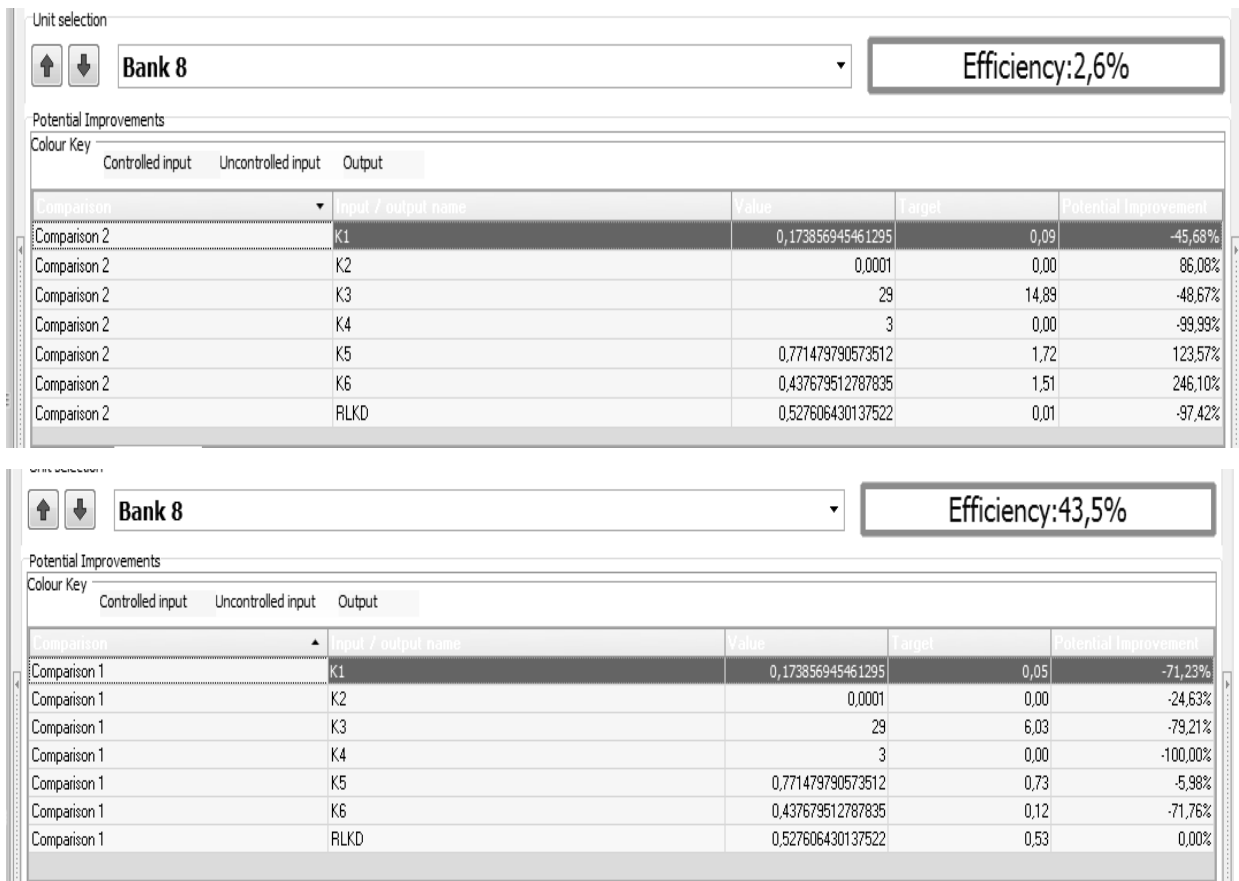 Unit selection
Bank 8 Efficiency:2,6%
Potential Improvements
Colour Key
Controlled input Uncontrolled input Output
Comparison Input / output name Value Target Potential Improvement
Comparison 2 K1 0,173856945461295 0,09 -45,68%
Comparison 2 K2 0,0001 0,00 86,08%
Comparison 2 K3 29 14,89 -48,67%
Comparison 2 K4 3 0,00 -99,99%
Comparison 2 K5 0,771479790573512 1,72 123,57%
Comparison 2 K6 0,437679512787835 1,51 246,10%
Comparison 2 RLKD 0,527606430137522 0,01 -97,42%
Unit selection
Bank 8 Efficiency:43,5%
Potential Improvements
Colour Key
Controlled input Uncontrolled input Output
Comparison Input / output name Value Target Potential Improvement
Comparison 1 K1 0,173856945461295 0,05 -71,23%
Comparison 1 K2 0,0001 0,00 -24,63%
Comparison 1 K3 29 6,03 -79,21%
Comparison 1 K4 3 0,00 -100,00%
Comparison 1 K5 0,771479790573512 0,73 -5,98%
Comparison 1 K6 0,437679512787835 0,12 -71,76%
Comparison 1 RLKD 0,527606430137522 0,53 0,00%